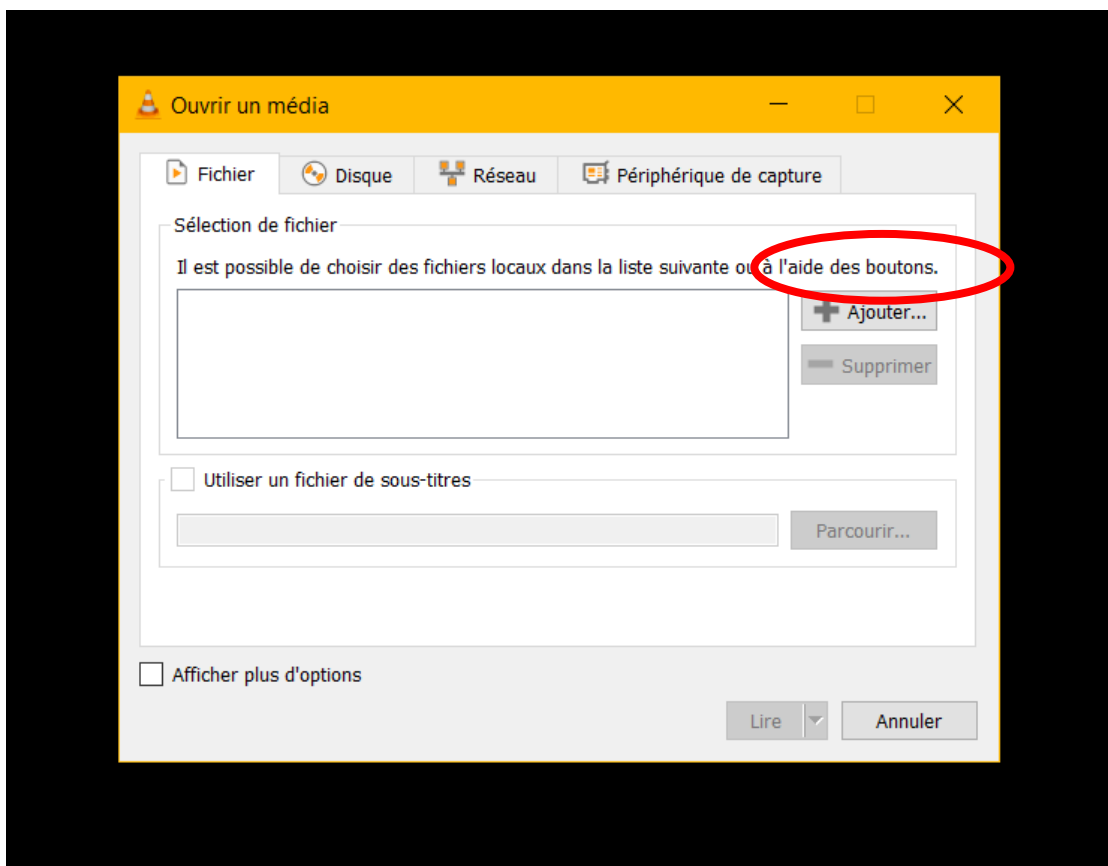 Ouvrir un média
Fichier Disque Réseau Périphérique de capture
Sélection de fichier
Il est possible de choisir des fichiers locaux dans la liste suivante ou à l'aide des boutons.
Ajouter...
Supprimer
Utiliser un fichier de sous-titres
Parcourir...
Afficher plus d'options
Lire Annuler